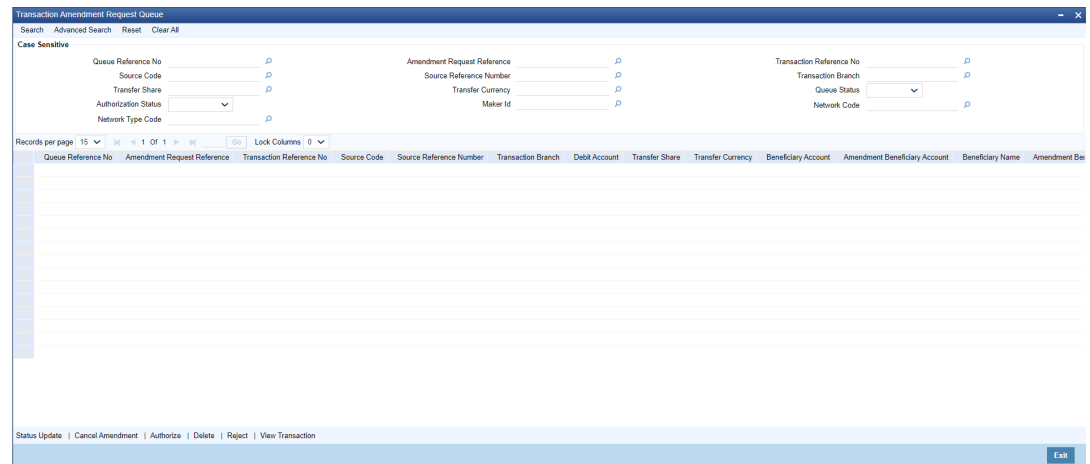 Transaction Amendment Request Queue
Search Advanced Search Reset Clear All
Case Sensitive
Queue Reference No Amendment Request Reference Transaction Reference No
Source Code Source Reference Number Transaction Branch
Transfer Share Transfer Currency Queue Status
Authorization Status Maker Id Network Code
Network Type Code
Records per page 15 1 Of 1 Go Lock Columns 0
Queue Reference No Amendment Request Reference Transaction Reference No Source Code Source Reference Number Transaction Branch Debit Account Transfer Share Transfer Currency Beneficiary Account Amendment Beneficiary Account Beneficiary Name Amendment Be
Status Update | Cancel Amendment | Authorize | Delete | Reject | View Transaction
Exit